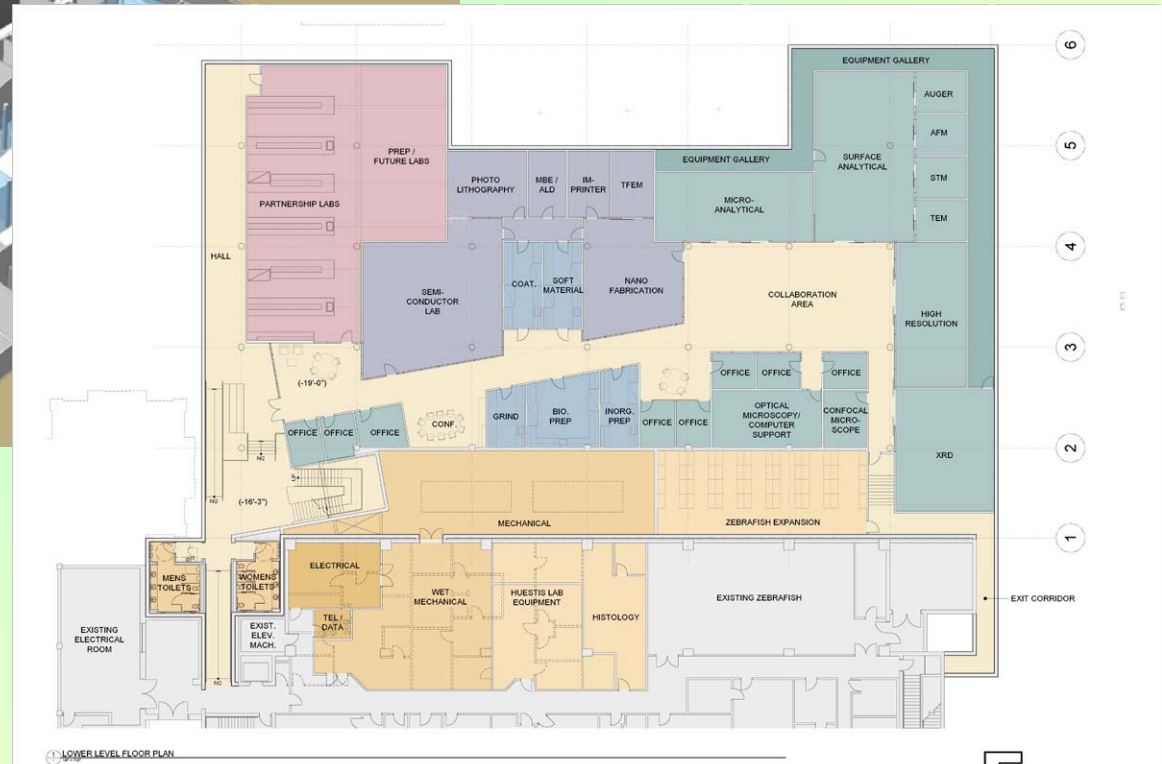 6
EQUIPMENT GALLERY
AUGER
AFM
5
PREP /
FUTURE LABS
EQUIPMENT GALLERY
SURFACE
ANALYTICAL
PHOTO
LITHOGRAPHY
MBE /
ALD
IM-
PRINTER
TFEM
STM
PARTNERSHIP LABS
MICRO-
ANALYTICAL
TEM
4
HALL
SEMI-
CONDUCTOR
LAB
COAT.
SOFT
MATERIAL
NANO
FABRICATION
COLLABORATION
AREA
HIGH
RESOLUTION
3
(-19'-0")
OFFICE
OFFICE
OFFICE
GRIND
BIO.
PREP
INORG.
PREP
OFFICE
OFFICE
OPTICAL
MICROSCOPY/
COMPUTER
SUPPORT
CONFOCAL
MICRO-
SCOPE
OFFICE
OFFICE
OFFICE
CONF.
2
XRD
(-16'-3")
MECHANICAL
ZEBRAFISH EXPANSION
1
MENS
TOILETS
WOMENS
TOILETS
ELECTRICAL
WET
MECHANICAL
HUESTIS LAB
EQUIPMENT
HISTOLOGY
EXISTING ZEBRAFISH
EXIT CORRIDOR
TEL /
DATA
EXISTING
ELECTRICAL
ROOM
EXIST.
ELEV.
MACH.
LOWER LEVEL FLOOR PLAN